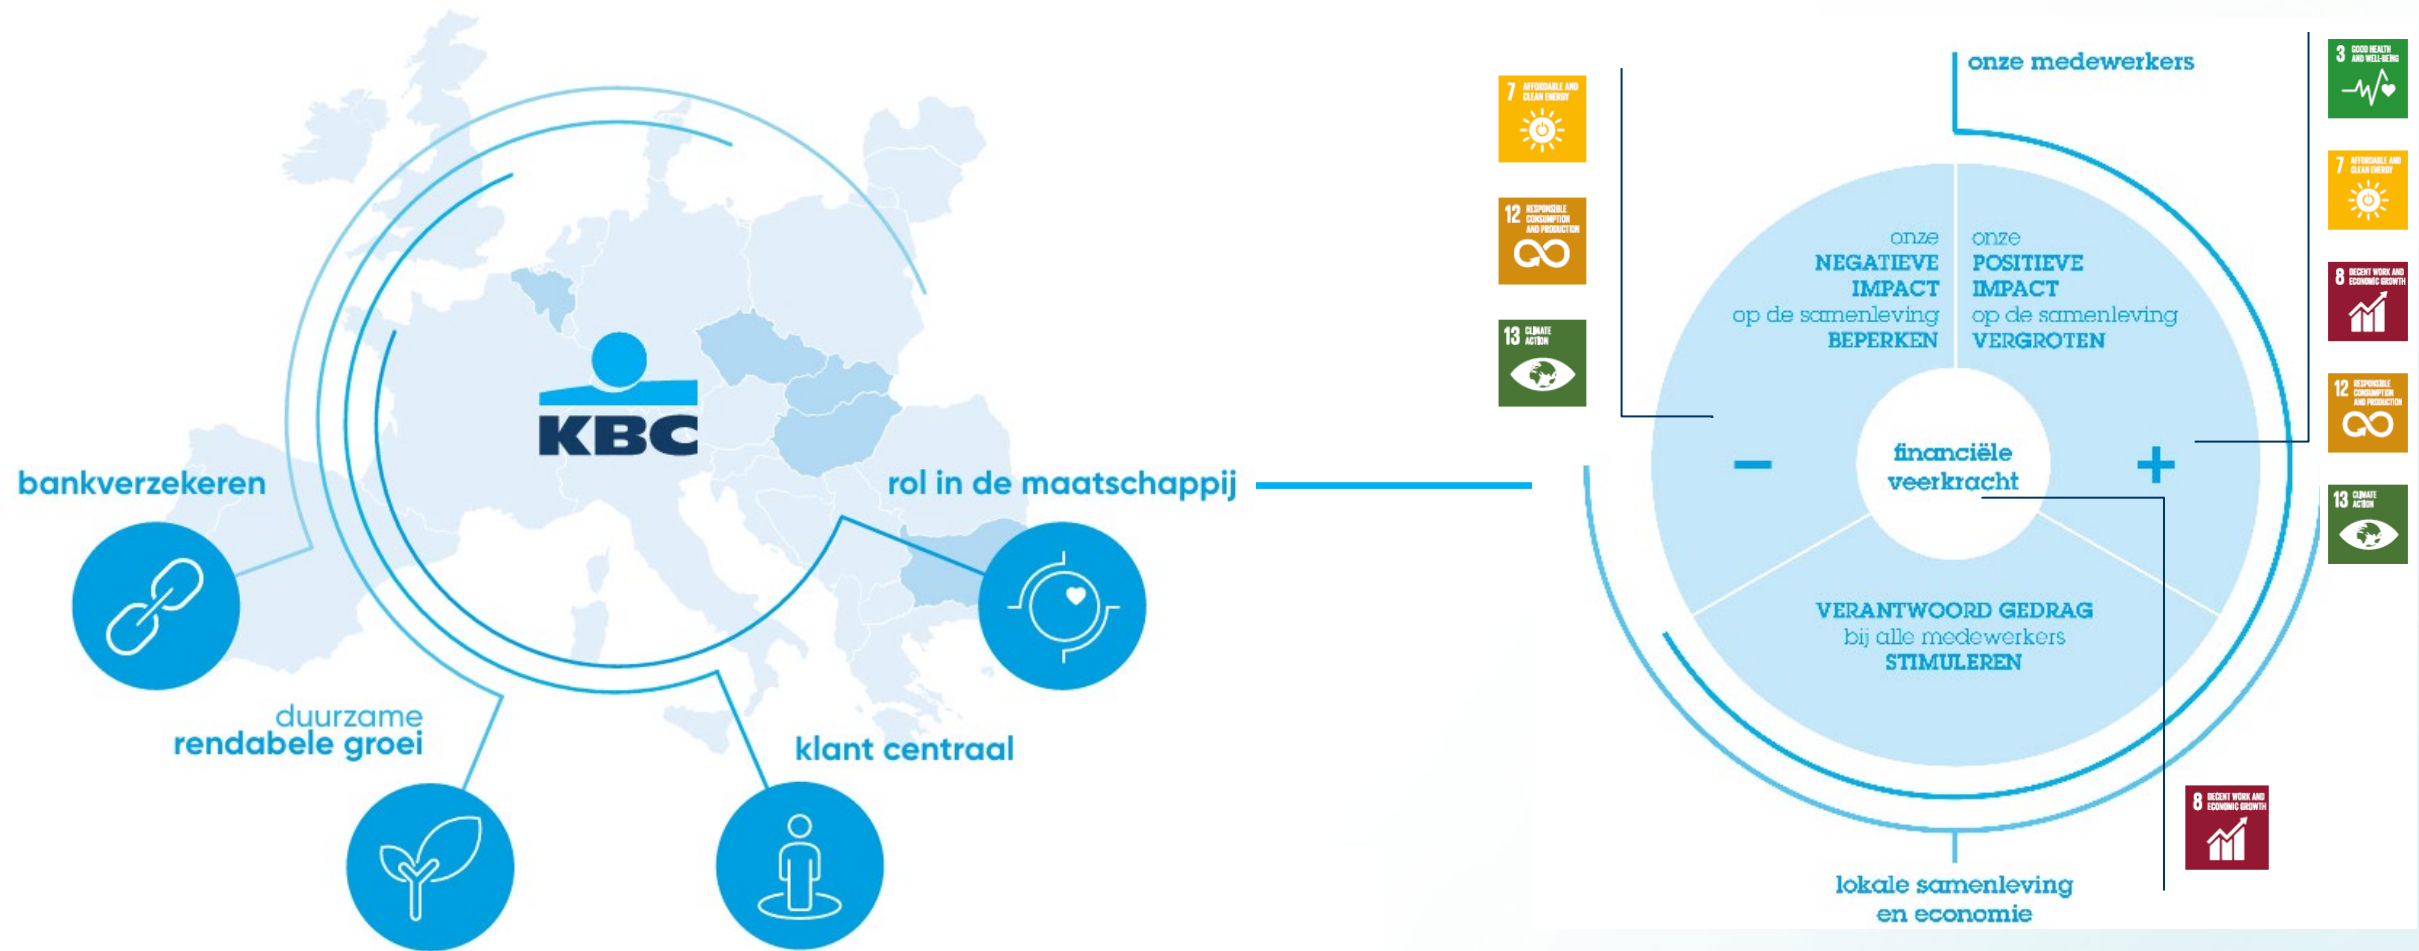 KBC
bankverzekeren
rol in de maatschappij
duurzame
rendabele groei
klant centraal
7 AFFORDABLE AND
CLEAN ENERGY
12 RESPONSIBLE
CONSUMPTION
AND PRODUCTION
13 CLIMATE
ACTION
onze medewerkers
onze
NEGATIEVE
IMPACT
op de samenleving
BEPERKEN
onze
POSITIEVE
IMPACT
op de samenleving
VERGROTEN
–
+
financiële
veerkracht
VERANTWOORD GEDRAG
bij alle medewerkers
STIMULEREN
lokale samenleving
en economie
3 GOOD HEALTH
AND WELL-BEING
7 AFFORDABLE AND
CLEAN ENERGY
8 DECENT WORK AND
ECONOMIC GROWTH
12 RESPONSIBLE
CONSUMPTION
AND PRODUCTION
13 CLIMATE
ACTION
8 DECENT WORK AND
ECONOMIC GROWTH